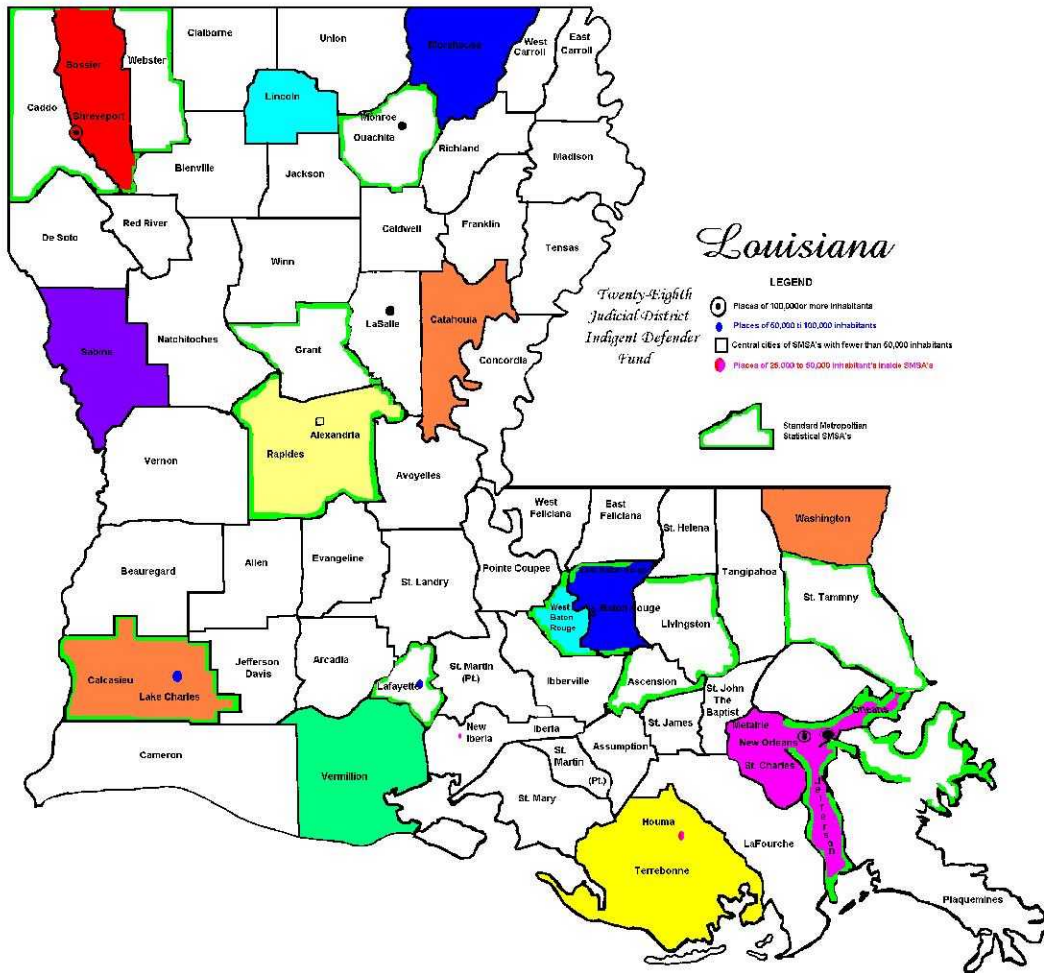 Claiborne
Union
Morehouse
West
Carroll
East
Carroll
Bossier
Webster
Lincoln
Caddo
Shreveport
Monroe
Ouachita
Richland
Madison
Bienville
Jackson
Red River
De Soto
Caldwell
Franklin
Tensas
Winn
Louisiana
LEGEND
Places of 100,000or more inhabitants
Places of 50,000 ti 100,000 inhabitants
Central cities of SMSA's with fewer than 50,000 inhabitants
Places of 25,000 to 50,000 inhabitant's inside SMSA's
Standard Metropoltian
Statistical SMSA's
Twenty-Eighth
Judicial District
Indigent Defender
Fund
LaSalle
Catahoula
Concordia
Sabine
Natchitoches
Grant
Alexandria
Rapides
Vernon
Avoyelles
West
Feliciana
East
Feliciana
St. Helena
Washington
Beauregard
Allen
Evangeline
St. Landry
Pointe Coupee
Tangipahoa
St. Tammny
West
Baton
Rouge
Baton Rouge
Livingston
Calcasieu
Lake Charles
Jefferson
Davis
Arcadia
Lafayette
St. Martin
(Pt.)
Ibberville
Ascension
St. John
The
Baptist
St. James
Orleans
Metairie
New Orleans
St. Charles
Jefferson
New
Iberia
Iberia
Assumption
St.
Martin
(Pt.)
St. Mary
Cameron
Vermillion
Houma
Terrebonne
LaFourche
Plaquemines